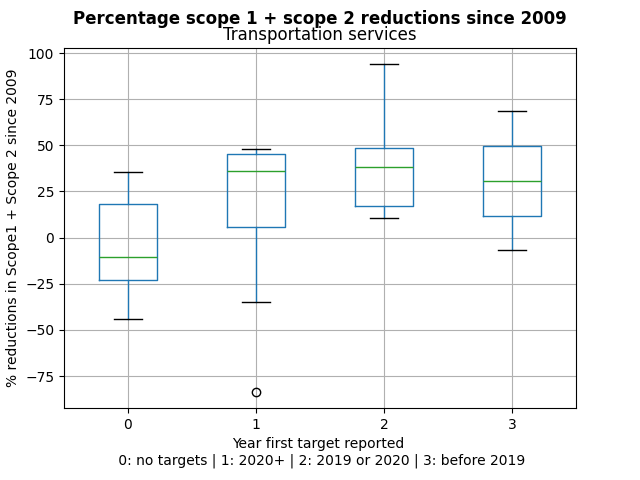 Percentage scope 1 + scope 2 reductions since 2009
Transportation services
% reductions in Scope1 + Scope 2 since 2009
100
75
50
25
0
−25
−50
−75
0 1 2 3
Year first target reported
0: no targets | 1: 2020+ | 2: 2019 or 2020 | 3: before 2019